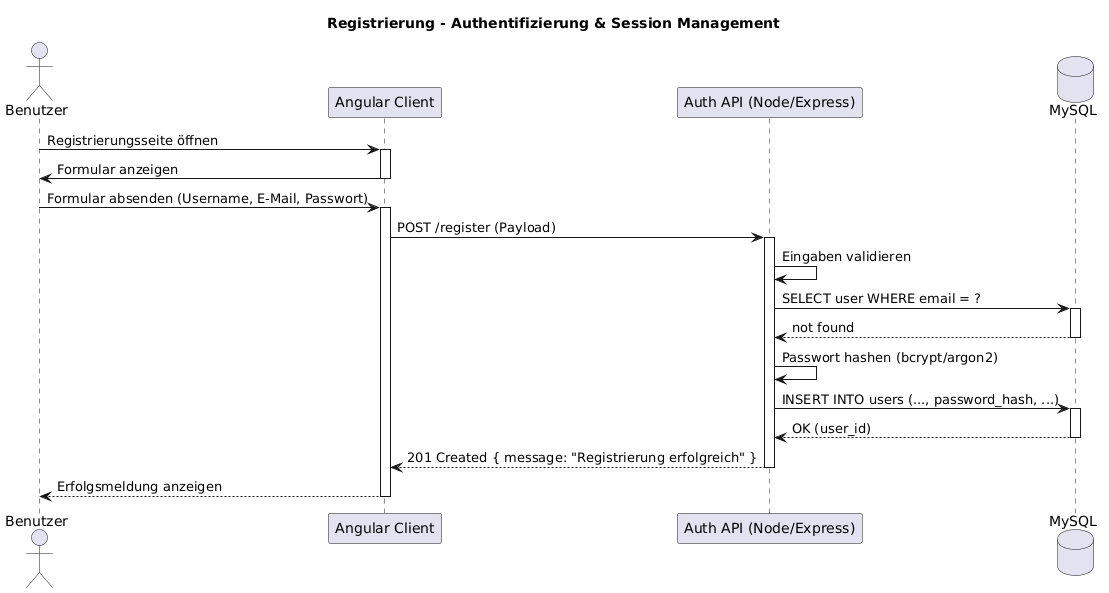 Registrierung - Authentifizierung & Session Management
Benutzer
Angular Client
Auth API (Node/Express)
MySQL
Registrierungsseite öffnen
Formular anzeigen
Formular absenden (Username, E-Mail, Passwort)
POST /register (Payload)
Eingaben validieren
SELECT user WHERE email = ?
not found
Passwort hashen (bcrypt/argon2)
INSERT INTO users (..., password_hash, ...)
OK (user_id)
201 Created { message: "Registrierung erfolgreich" }
Erfolgsmeldung anzeigen
Benutzer
Angular Client
Auth API (Node/Express)
MySQL